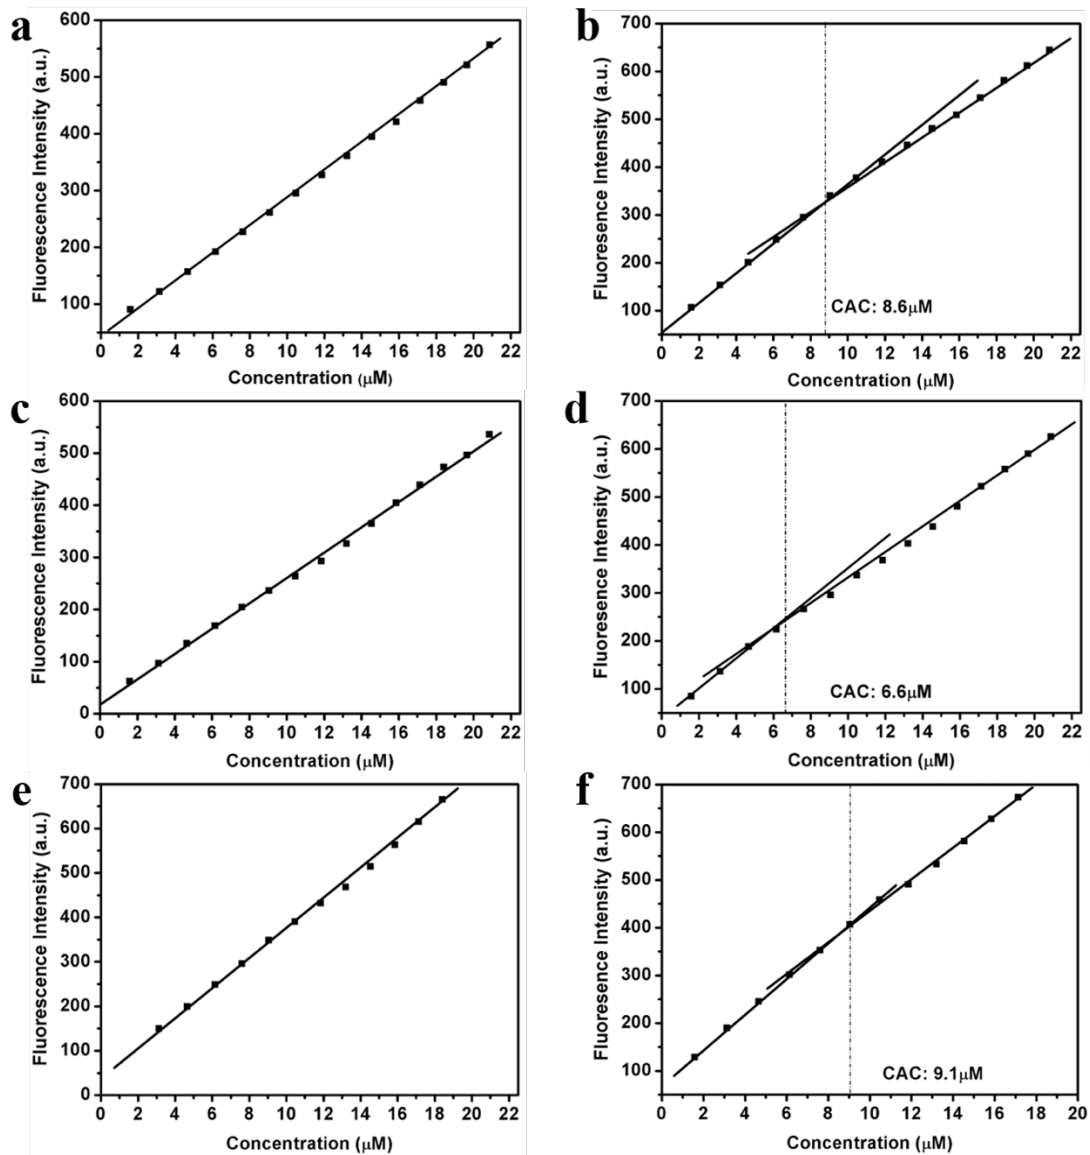 a
600
500
400
300
200
100
Fluorescence Intensity (a.u.)
0 2 4 6 8 10 12 14 16 18 20 22
Concentration (μM)
b
700
600
500
400
300
200
100
Fluoresence Intensity (a.u.)
CAC: 8.6μM
0 2 4 6 8 10 12 14 16 18 20 22
Concentration (μM)
c
600
500
400
300
200
100
0
Fluorescence Intensity (a.u.)
0 2 4 6 8 10 12 14 16 18 20 22
Concentration (μM)
d
700
600
500
400
300
200
100
Fluoresence Intensity (a.u.)
CAC: 6.6μM
0 2 4 6 8 10 12 14 16 18 20 22
Concentration (μM)
e
700
600
500
400
300
200
100
0
Fluorescence Intensity (a.u.)
0 2 4 6 8 10 12 14 16 18 20 22
Concentration (μM)
f
700
600
500
400
300
200
100
Fluoresence Intensity (a.u.)
CAC: 9.1μM
0 2 4 6 8 10 12 14 16 18 20
Concentration (μM)